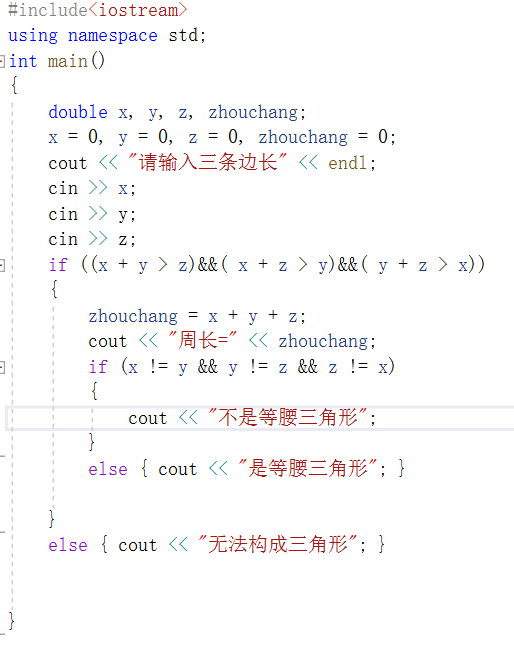 #include<iostream>
using namespace std;
int main()
{
double x, y, z, zhouchang;
x = 0, y = 0, z = 0, zhouchang = 0;
cout << "请输入三条边长" << endl;
cin >> x;
cin >> y;
cin >> z;
if ((x + y > z)&&( x + z > y)&&( y + z > x))
{
zhouchang = x + y + z;
cout << "周长=" << zhouchang;
if (x != y && y != z && z != x)
{
cout << "不是等腰三角形";
}
else { cout << "是等腰三角形"; }
}
else { cout << "无法构成三角形"; }
}